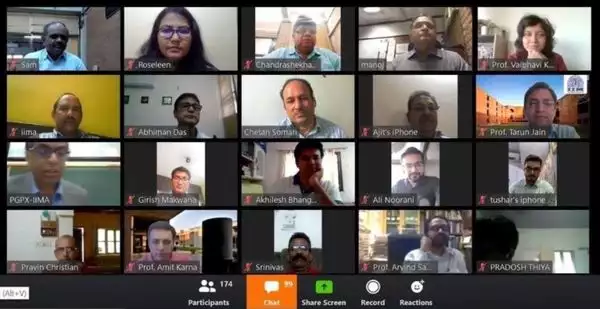 Sam
Roseleen
Chandrashekha...
manoj
Prof. Vaibhavi K...
iima
Abhiman Das
Chetan Soman
Ajit's iPhone
Prof. Tarun Jain
PGPX-IIMA
Girish Makwana
Akhilesh Bhang...
Ali Noorani
tushar's iphone
Pravin Christian
Prof. Amit Karna
Srinivas
Prof. Arvind Sa...
PRADOSH THIYA...
(Alt+V)
174
99
Participants
Chat
Share Screen
Record
Reactions